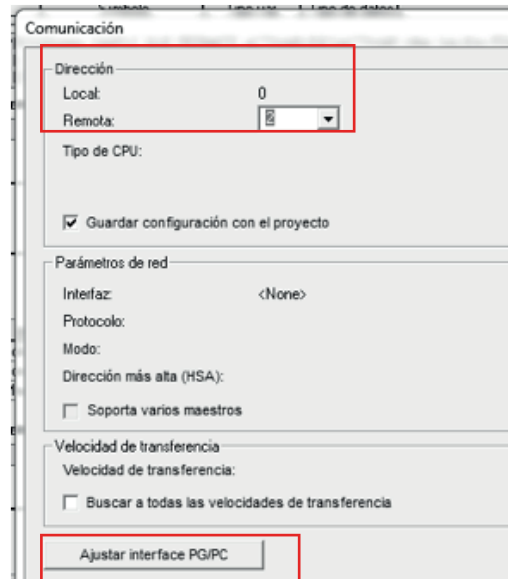 Comunicación
Dirección
Local: 0
Remota: 2
Tipo de CPU:
Guardar configuración con el proyecto
Parámetros de red
Interfaz: <None>
Protocolo:
Modo:
Dirección más alta (HSA):
Soporta varios maestros
Velocidad de transferencia
Velocidad de transferencia:
Buscar a todas las velocidades de transferencia
Ajustar interface PG/PC